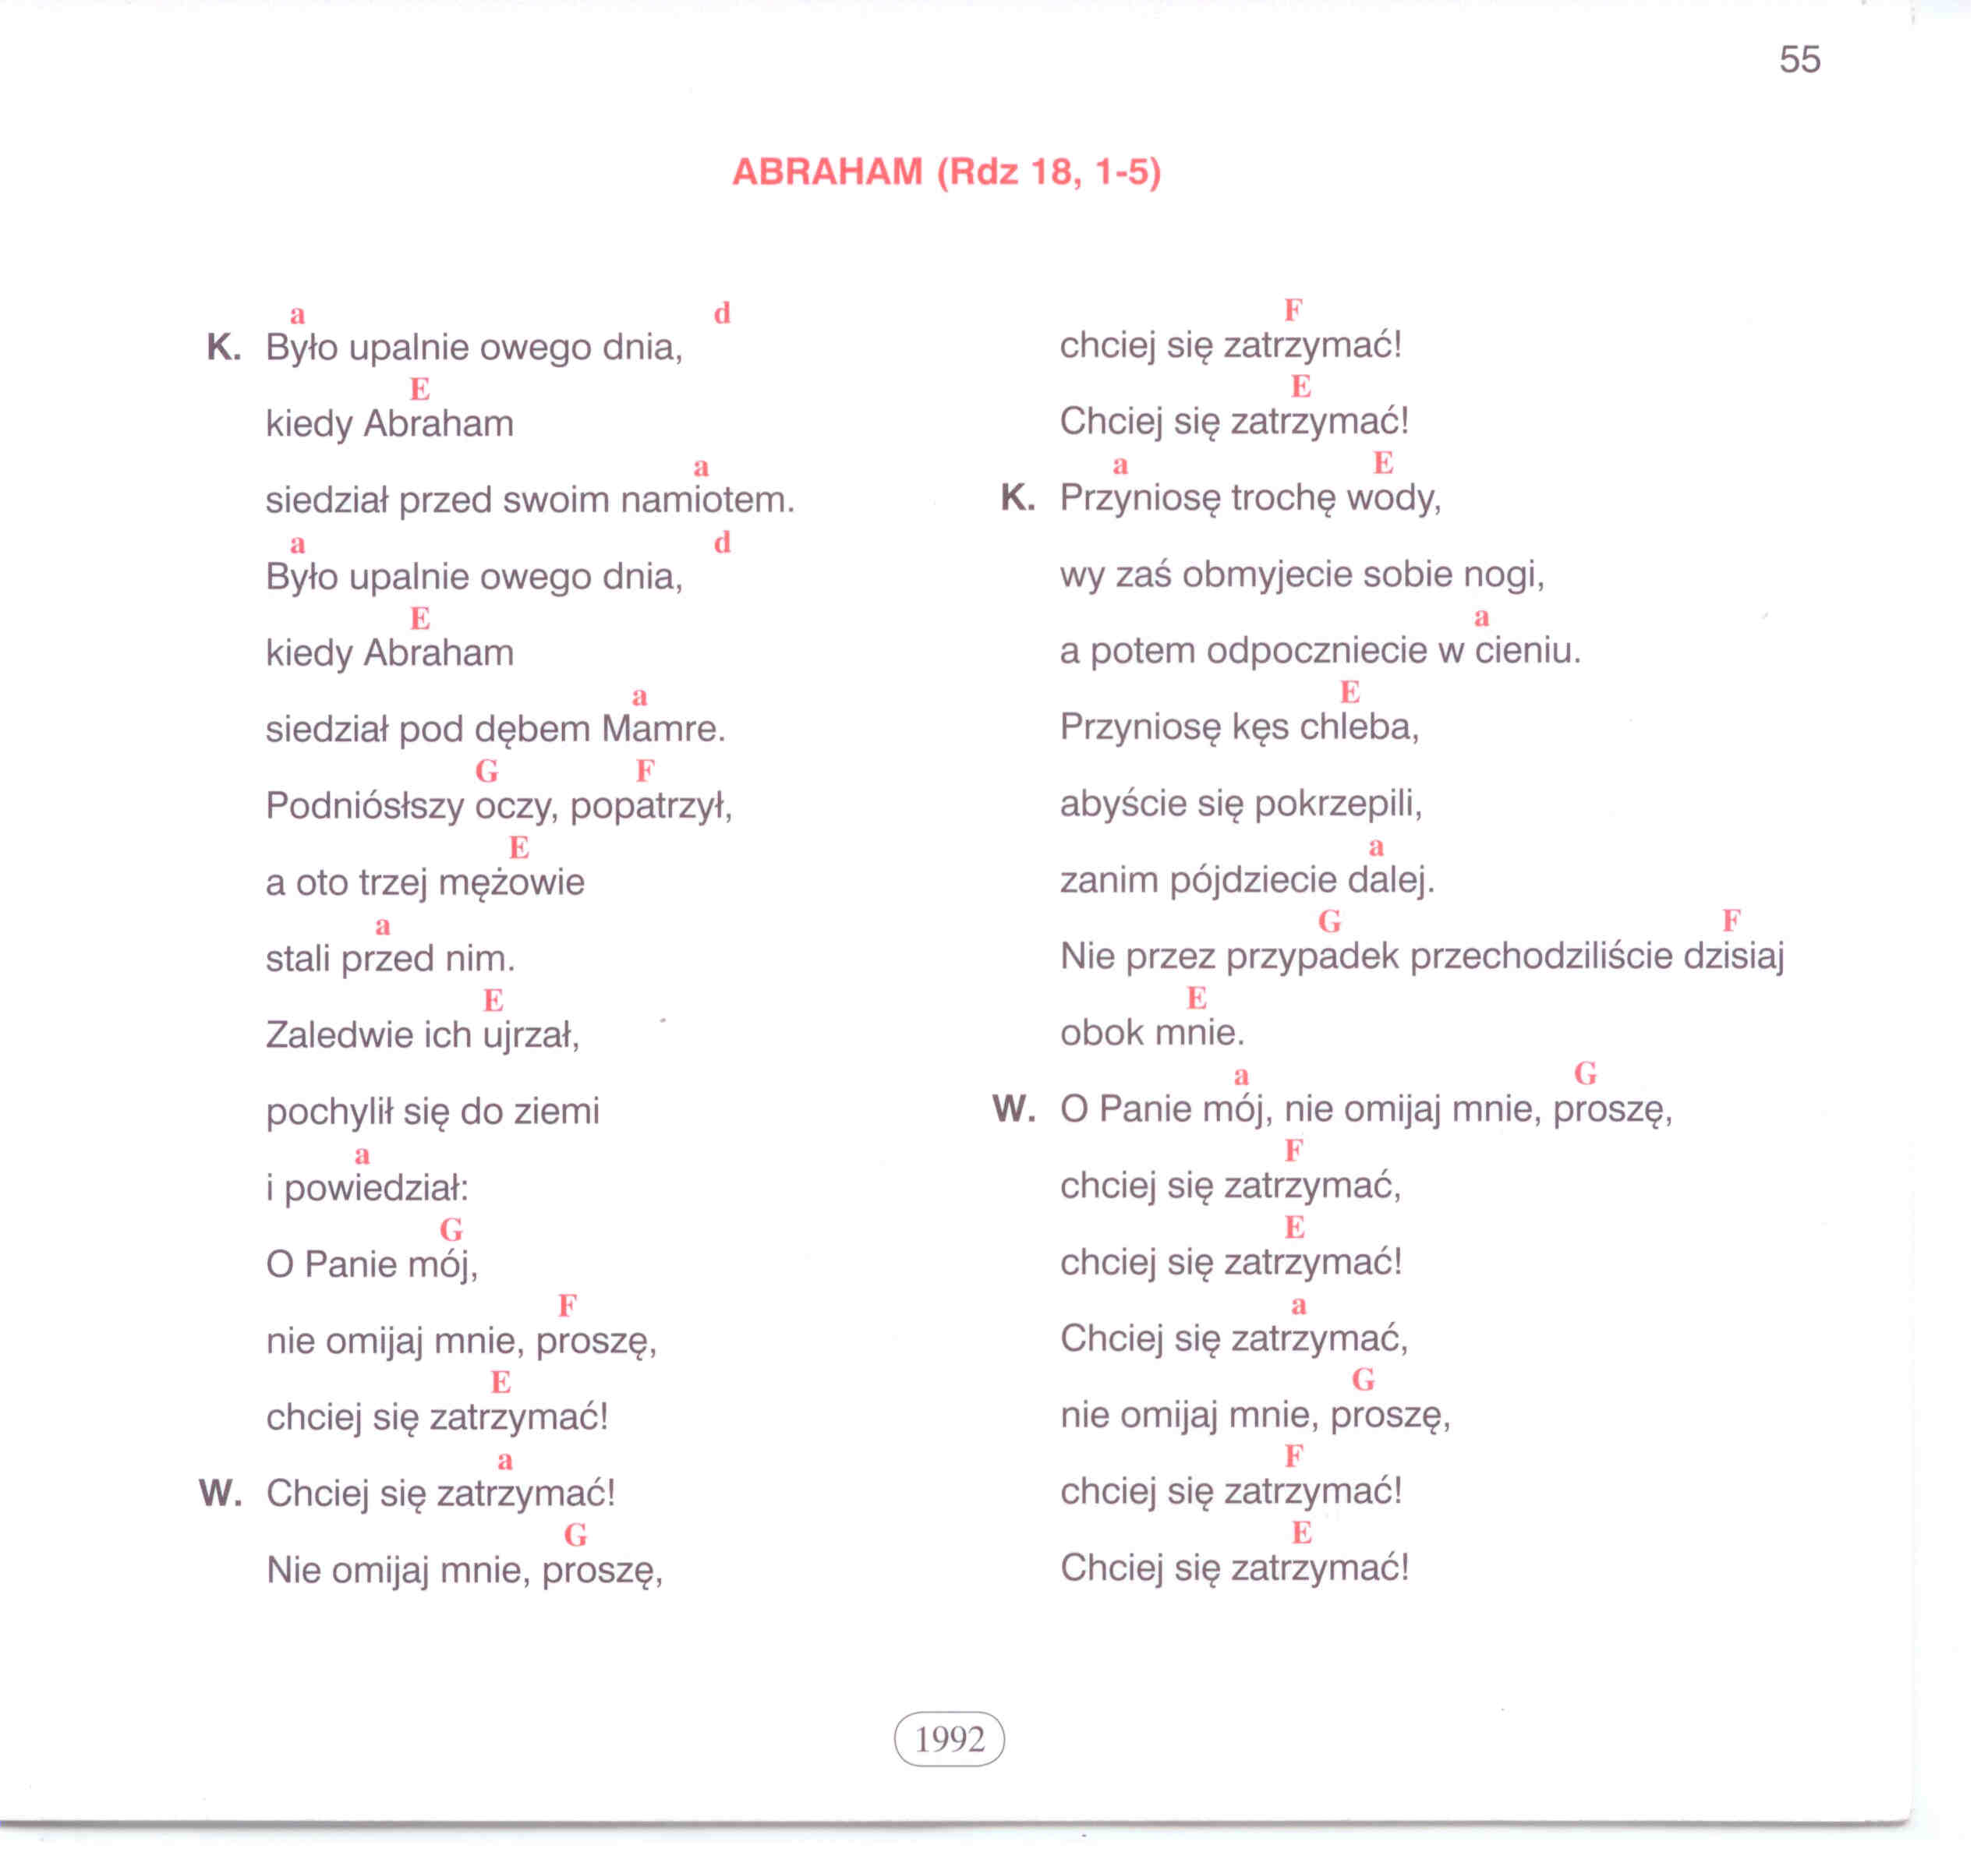 55
ABRAHAM (Rdz 18, 1-5)
a d
K. Było upalnie owego dnia,
E
kiedy Abraham
a
siedział przed swoim namiotem.
a d
Było upalnie owego dnia,
E
kiedy Abraham
a
siedział pod dębem Mamre.
G F
Podniósłszy oczy, popatrzył,
E
a oto trzej mężowie
a
stali przed nim.
E
Zaledwie ich ujrzał,
pochylił się do ziemi
a
i powiedział:
G
O Panie mój,
F
nie omijaj mnie, proszę,
E
chciej się zatrzymać!
a
W. Chciej się zatrzymać!
G
Nie omijaj mnie, proszę,
F
chciej się zatrzymać!
E
Chciej się zatrzymać!
a E
K. Przyniosę trochę wody,
wy zaś obmyjecie sobie nogi,
a
a potem odpoczniecie w cieniu.
E
Przyniosę kęs chleba,
abyście się pokrzepili,
a
zanim pójdziecie dalej.
G F
Nie przez przypadek przechodziliście dzisiaj
E
obok mnie.
a G
W. O Panie mój, nie omijaj mnie, proszę,
F
chciej się zatrzymać,
E
chciej się zatrzymać!
a
Chciej się zatrzymać,
G
nie omijaj mnie, proszę,
F
chciej się zatrzymać!
E
Chciej się zatrzymać!
1992